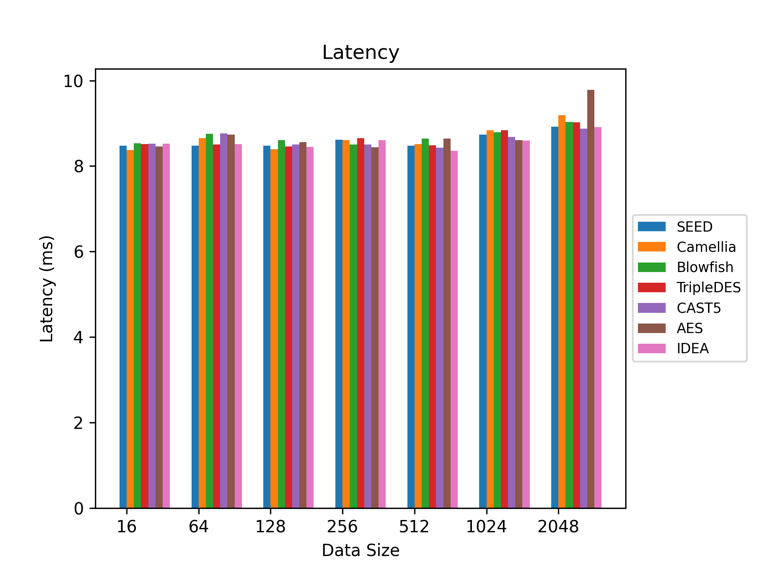 Latency
10
8
6
4
2
0
Latency (ms)
16 64 128 256 512 1024 2048
Data Size
SEED
Camellia
Blowfish
TripleDES
CAST5
AES
IDEA